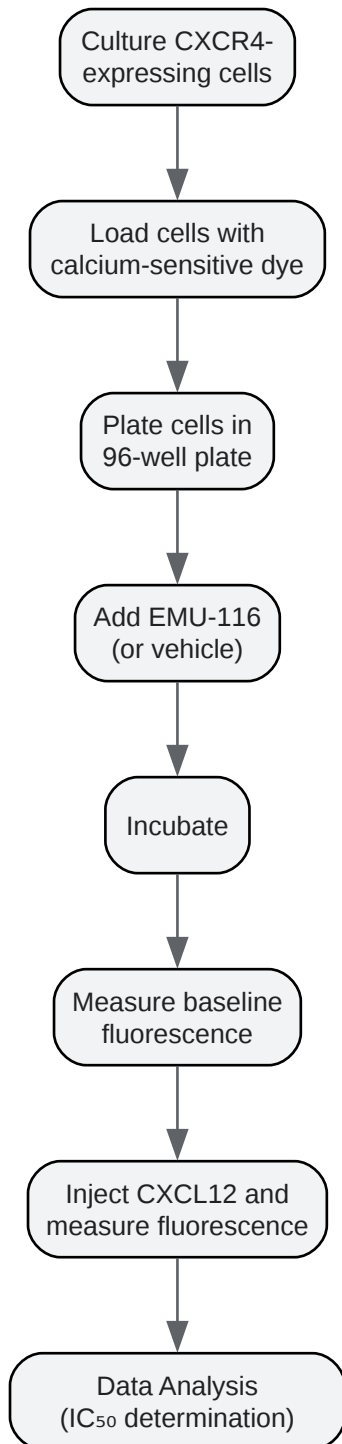 Culture CXCR4-
expressing cells
Load cells with
calcium-sensitive dye
Plate cells in
96-well plate
Add EMU-116
(or vehicle)
Incubate
Measure baseline
fluorescence
Inject CXCL12 and
measure fluorescence
Data Analysis
(IC₅₀ determination)